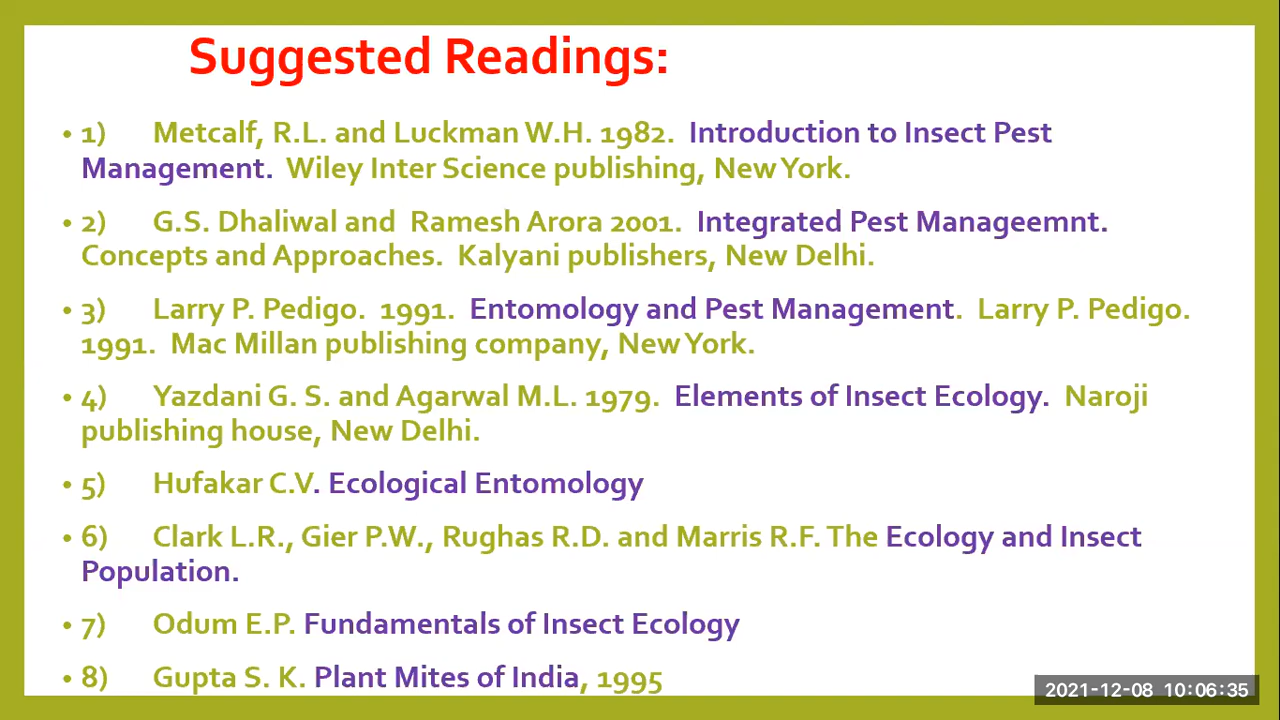 Suggested Readings:
• 1) Metcalf, R.L. and Luckman W.H. 1982. Introduction to Insect Pest
Management. Wiley Inter Science publishing, New York.
• 2) G.S. Dhaliwal and Ramesh Arora 2001. Integrated Pest Manageemnt.
Concepts and Approaches. Kalyani publishers, New Delhi.
• 3) Larry P. Pedigo. 1991. Entomology and Pest Management. Larry P. Pedigo.
1991. Mac Millan publishing company, New York.
• 4) Yazdani G. S. and Agarwal M.L. 1979. Elements of Insect Ecology. Naroji
publishing house, New Delhi.
• 5) Hufakar C.V. Ecological Entomology
• 6) Clark L.R., Gier P.W., Rughas R.D. and Marris R.F. The Ecology and Insect
Population.
• 7) Odum E.P. Fundamentals of Insect Ecology
• 8) Gupta S. K. Plant Mites of India, 1995
2021-12-08 10:06:35